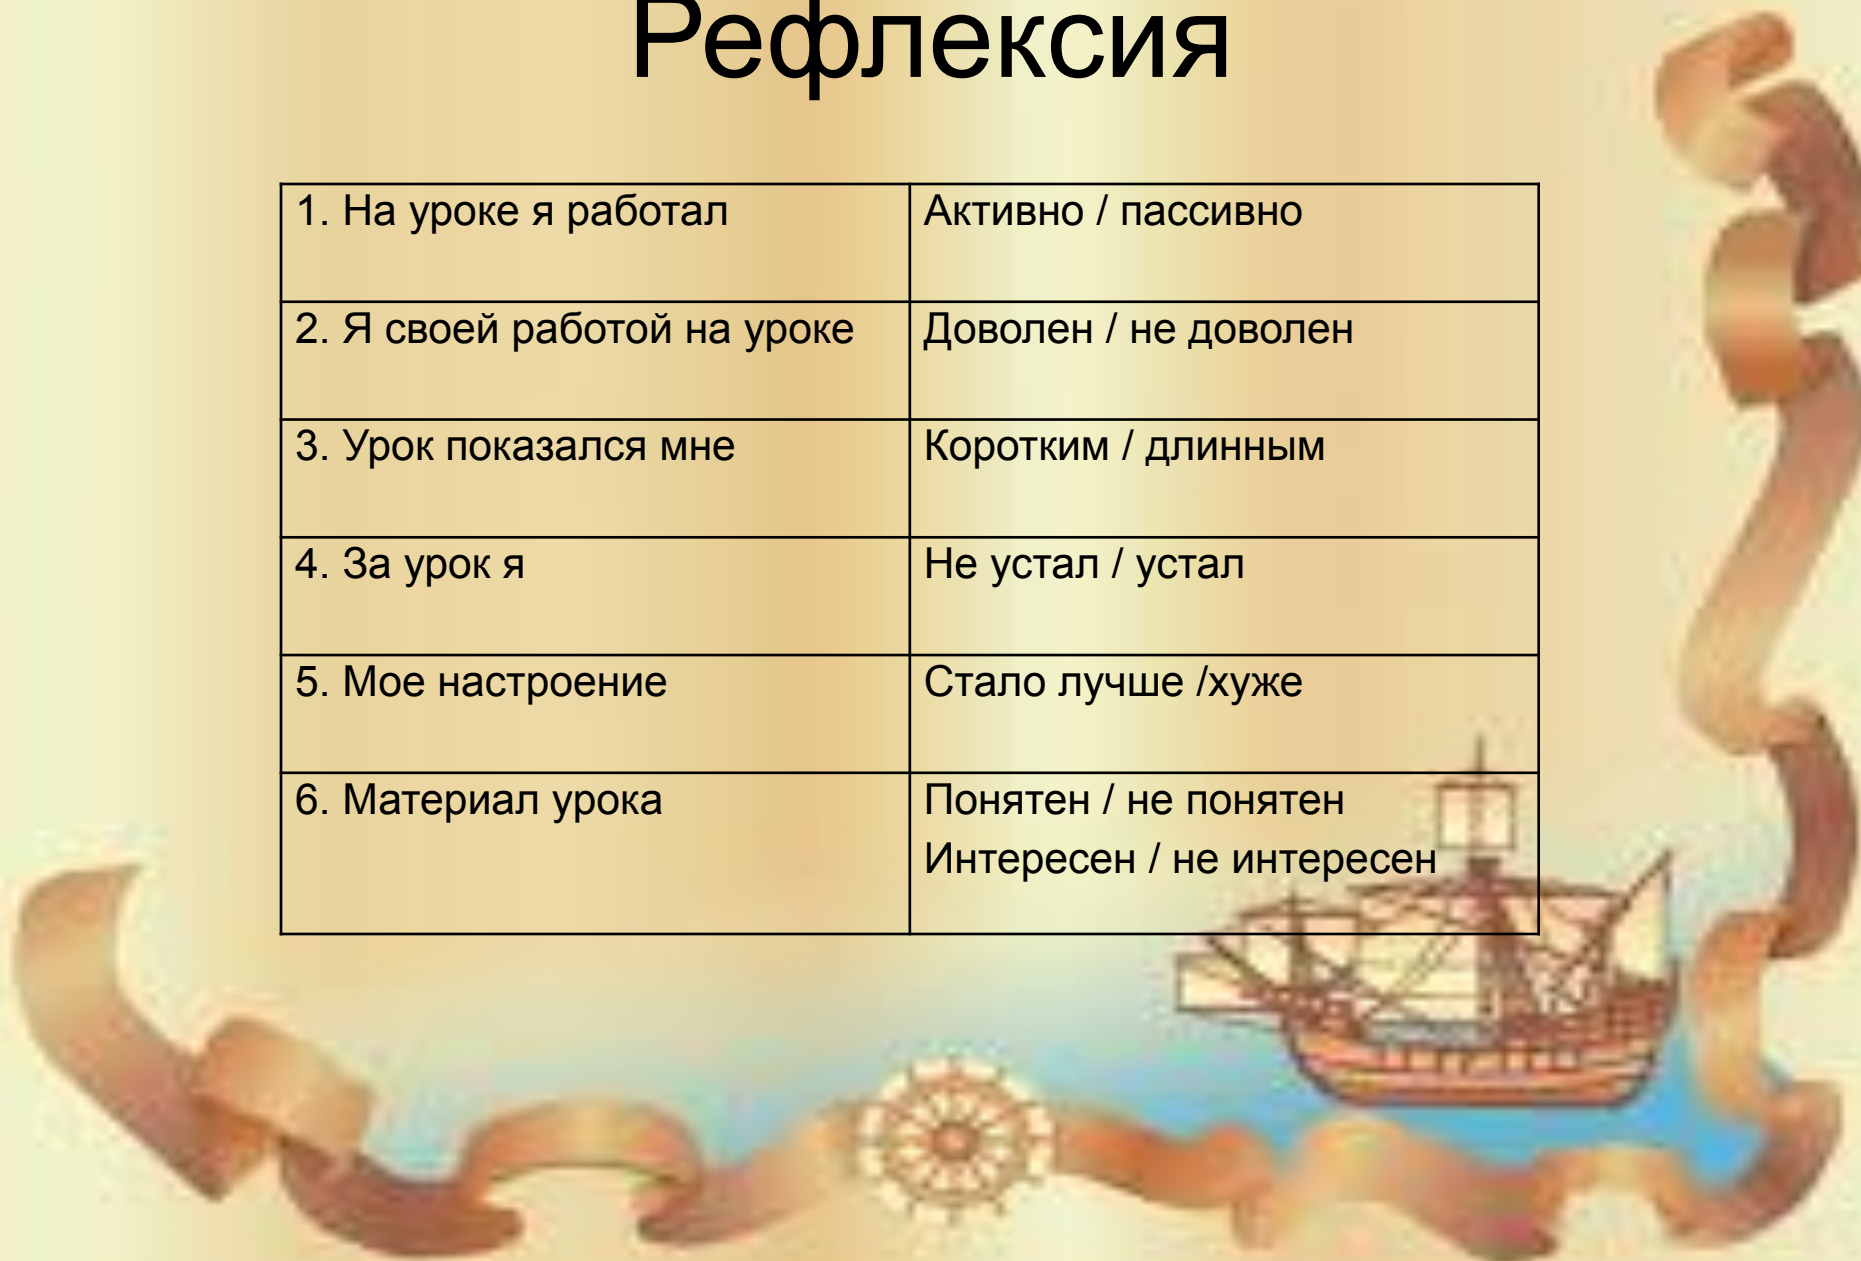 Рефлексия
1. На уроке я работал
Активно / пассивно
2. Я своей работой на уроке
Доволен / не доволен
3. Урок показался мне
Коротким / длинным
4. За урок я
Не устал / устал
5. Мое настроение
Стало лучше /хуже
6. Материал урока
Понятен / не понятен
Интересен / не интересен